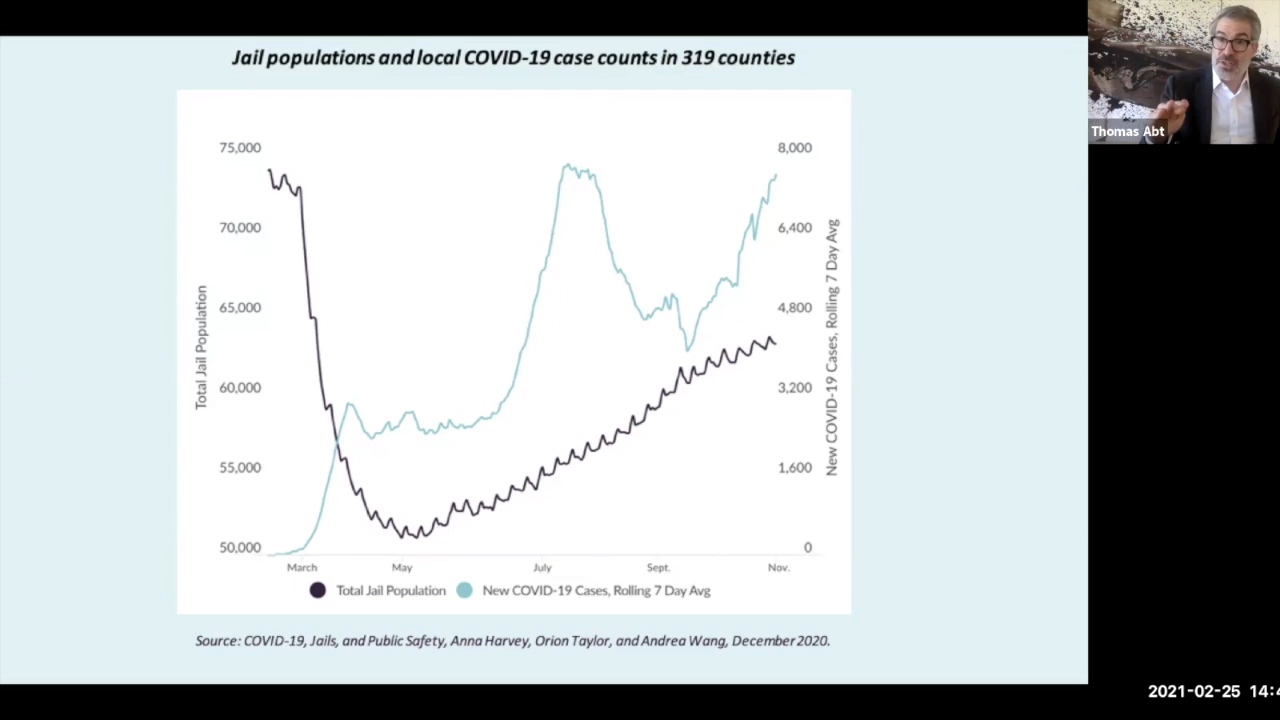 Jail populations and local COVID-19 case counts in 319 counties
Thomas Abt
75,000
70,000
65,000
60,000
55,000
50,000
Total Jail Population
8,000
6,400
4,800
3,200
1,600
0
New COVID-19 Cases, Rolling 7 Day Avg
March May July Sept. Nov.
Total Jail Population New COVID-19 Cases, Rolling 7 Day Avg
Source: COVID-19, Jails, and Public Safety, Anna Harvey, Orion Taylor, and Andrea Wang, December 2020.
2021-02-25 14:4